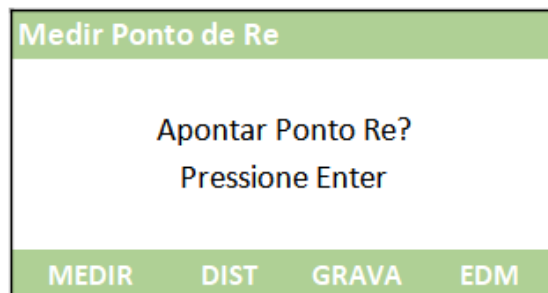 Medir Ponto de Re
Apontar Ponto Re?
Pressione Enter
MEDIR DIST GRAVA EDM